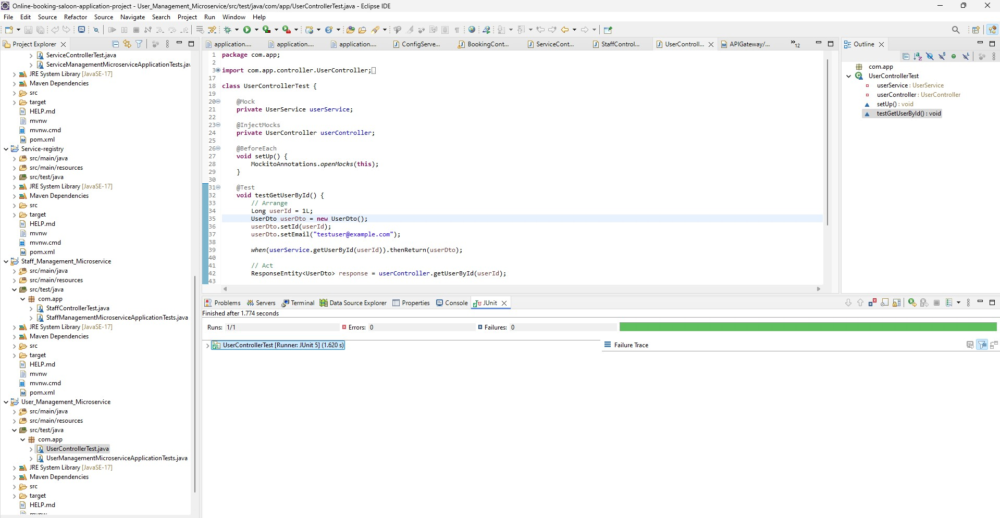 Online-booking-saloon-application-project - User_Management_Microservice/src/test/java/com/app/UserControllerTest.java - Eclipse IDE
File Edit Source Refactor Source Navigate Search Project Run Window Help
Project Explorer
ServiceControllerTest.java
ServiceManagementMicroserviceApplicationTests.jav
JRE System Library [JavaSE-17]
Maven Dependencies
src
target
HELP.md
mvnw
mvnw.cmd
pom.xml
Service-registry
src/main/java
src/main/resources
src/test/java
JRE System Library [JavaSE-17]
Maven Dependencies
src
target
HELP.md
mvnw
mvnw.cmd
pom.xml
Staff_Management_Microservice
src/main/java
src/main/resources
src/test/java
com.app
StaffControllerTest.java
StaffManagementMicroserviceApplicationTests.java
JRE System Library [JavaSE-17]
Maven Dependencies
src
target
HELP.md
mvnw
mvnw.cmd
pom.xml
User_Management_Microservice
src/main/java
src/main/resources
src/test/java
com.app
UserControllerTest.java
UserManagementMicroserviceApplicationTests.java
JRE System Library [JavaSE-17]
Maven Dependencies
src
target
HELP.md
mvnw
application.... application.... application.... ConfigServe... BookingCont... ServiceCont... StaffControl... UserControll... APIGateway/... »12
1 package com.app;
2
3 import com.app.controller.UserController;
17
18 class UserControllerTest {
19
20 @Mock
21 private UserService userService;
22
23 @InjectMocks
24 private UserController userController;
25
26 @BeforeEach
27 void setUp() {
28 MockitoAnnotations.openMocks(this);
29 }
30
31 @Test
32 void testGetUserById() {
33 // Arrange
34 Long userId = 1L;
35 UserDto userDto = new UserDto();
36 userDto.setId(userId);
37 userDto.setEmail("testuser@example.com");
38
39 when(userService.getUserById(userId)).thenReturn(userDto);
40
41 // Act
42 ResponseEntity<UserDto> response = userController.getUserById(userId);
43
Outline
com.app
UserControllerTest
userService : UserService
userController : UserController
setUp() : void
testGetUserById() : void
Problems Servers Terminal Data Source Explorer Properties Console JUnit
Finished after 1.774 seconds
Runs: 1/1 Errors: 0 Failures: 0
UserControllerTest [Runner: JUnit 5] (1.620 s)
Failure Trace